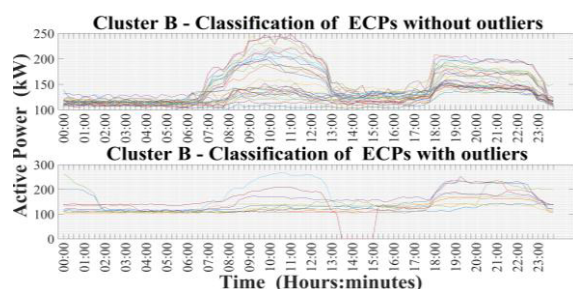 Cluster B - Classification of ECPs without outliers
250
200
150
100
00:00 01:00 02:00 03:00 04:00 05:00 06:00 07:00 08:00 09:00 10:00 11:00 12:00 13:00 14:00 15:00 16:00 17:00 18:00 19:00 20:00 21:00 22:00 23:00
Cluster B - Classification of ECPs with outliers
300
200
100
0
00:00 01:00 02:00 03:00 04:00 05:00 06:00 07:00 08:00 09:00 10:00 11:00 12:00 13:00 14:00 15:00 16:00 17:00 18:00 19:00 20:00 21:00 22:00 23:00
Active Power (kW)
Time (Hours:minutes)